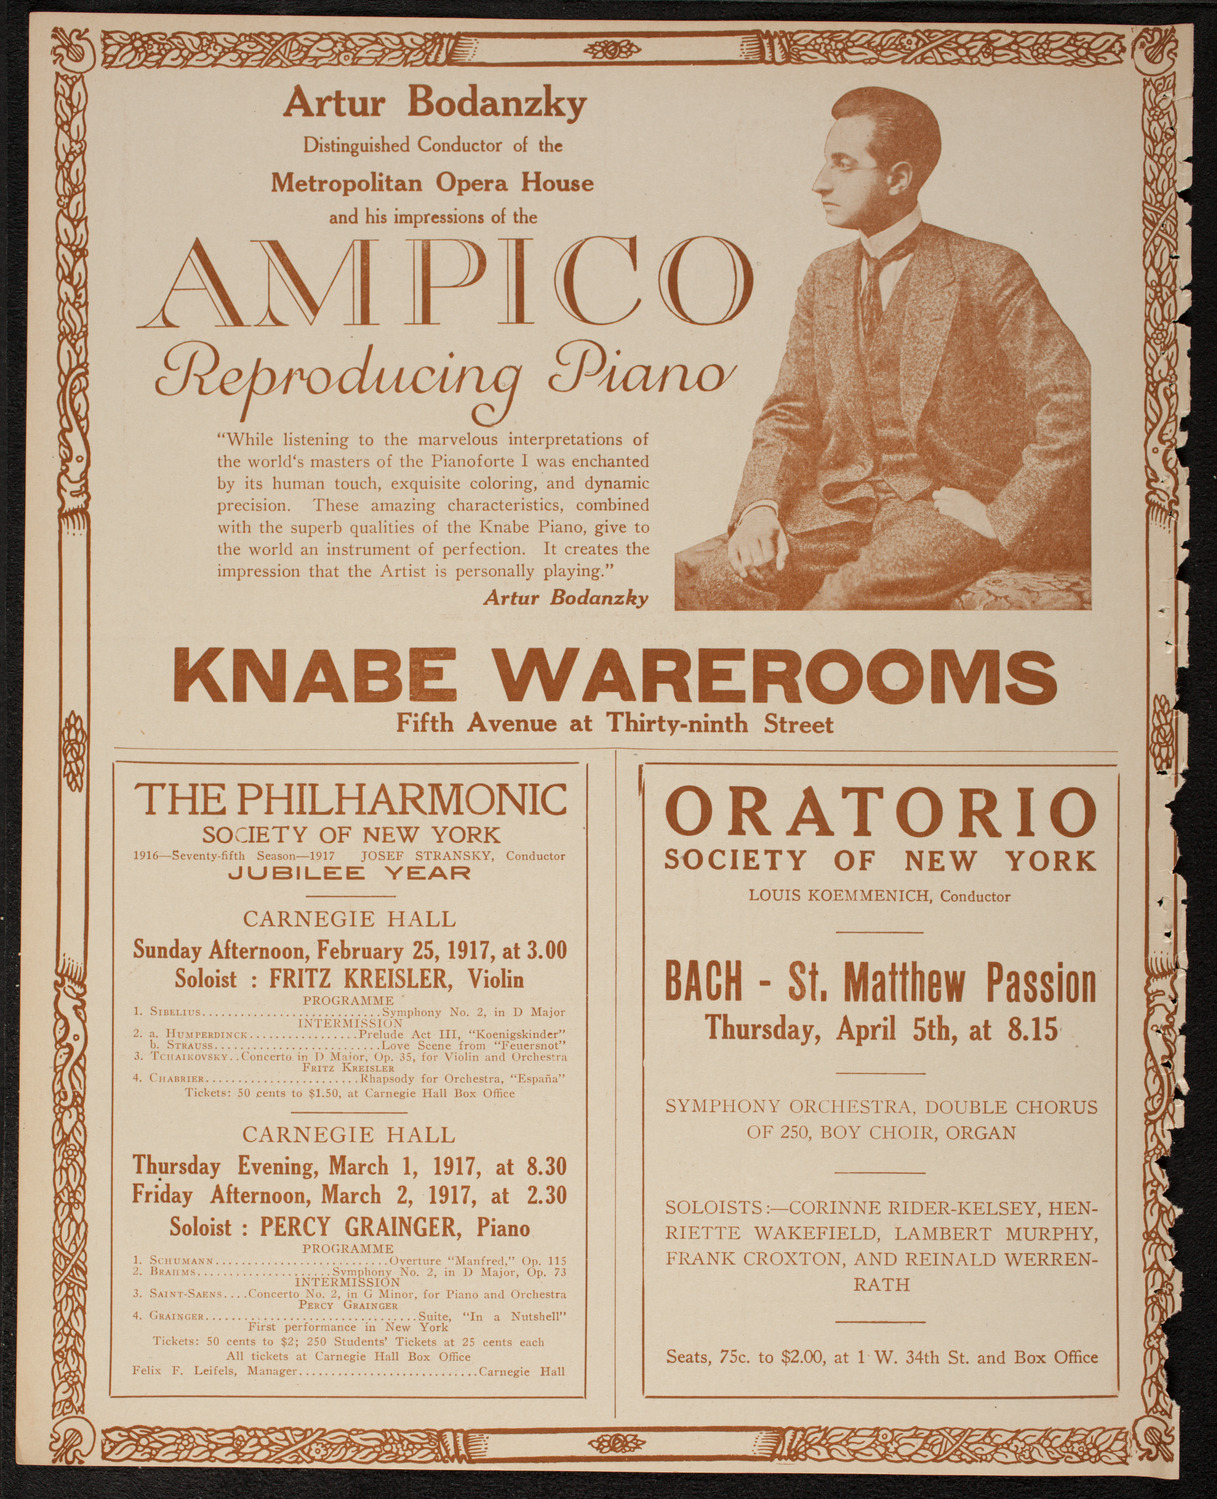 Artur Bodanzky
Distinguished Conductor of the
Metropolitan Opera House
and his impressions of the
AMPICO
Reproducing Piano
“While listening to the marvelous interpretations of
the world‘s masters of the Pianoforte I was enchanted
by its human touch, exquisite coloring, and dynamic
precision. These amazing characteristics, combined
with the superb qualities of the Knabe Piano, give to
the world an instrument of perfection. It creates the
impression that the Artist is personally playing.”
Artur Bodanzky
KNABE WAREROOMS
Fifth Avenue at Thirty-ninth Street
THE PHILHARMONIC
SOCIETY OF NEW YORK
1916—Seventy-fifth Season—1917 JOSEF STRANSKY, Conductor
JUBILEE YEAR
CARNEGIE HALL
Sunday Afternoon, February 25, 1917, at 3.00
Soloist : FRITZ KREISLER, Violin
PROGRAMME
1. SIBELIUS...........................Symphony No. 2, in D Major
INTERMISSION
2. a. HUMPERDINCK.................Prelude Act III, “Koenigskinder”
b. STRAUSS..........................Love Scene from “Feuersnot”
3. TCHAIKOVSKY..Concerto in D Major, Op. 35, for Violin and Orchestra
FRITZ KREISLER
4. CHABRIER........................Rhapsody for Orchestra, “España”
Tickets: 50 cents to $1.50, at Carnegie Hall Box Office
CARNEGIE HALL
Thursday Evening, March 1, 1917, at 8.30
Friday Afternoon, March 2, 1917, at 2.30
Soloist : PERCY GRAINGER, Piano
PROGRAMME
1. SCHUMANN...........................Overture “Manfred,” Op. 115
2. BRAHMS.....................Symphony No. 2, in D Major, Op. 73
INTERMISSION
3. SAINT-SAENS....Concerto No. 2, in G Minor, for Piano and Orchestra
PERCY GRAINGER
4. GRAINGER.................................Suite, “In a Nutshell”
First performance in New York
Tickets: 50 cents to $2; 250 Students’ Tickets at 25 cents each
All tickets at Carnegie Hall Box Office
Felix F. Leifels, Manager...........................Carnegie Hall
ORATORIO
SOCIETY OF NEW YORK
LOUIS KOEMMENICH, Conductor
BACH - St. Matthew Passion
Thursday, April 5th, at 8.15
SYMPHONY ORCHESTRA, DOUBLE CHORUS
OF 250, BOY CHOIR, ORGAN
SOLOISTS:—CORINNE RIDER-KELSEY, HEN-
RIETTE WAKEFIELD, LAMBERT MURPHY,
FRANK CROXTON, AND REINALD WERREN-
RATH
Seats, 75c. to $2.00, at 1 W. 34th St. and Box Office